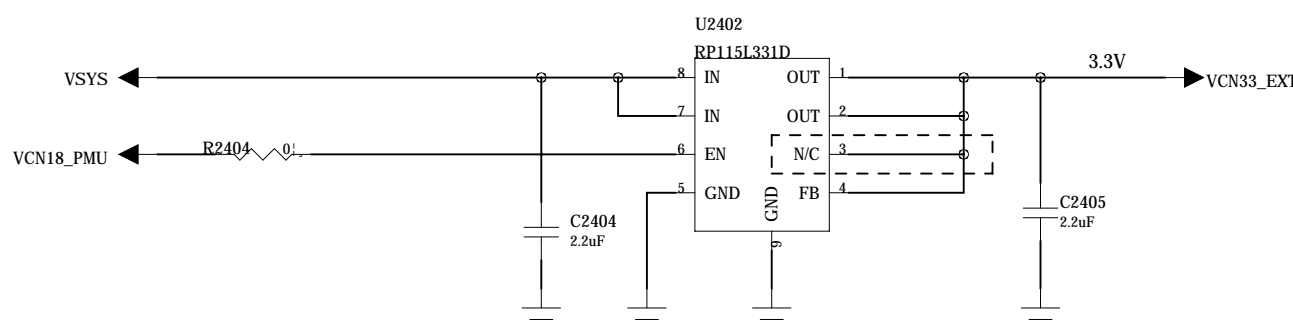 U2402
RP115L331D
VSYS 8 IN OUT 1 3.3V VCN33_EXT
7 IN OUT 2
VCN18_PMU R2404 6 EN N/C 3
5 GND GND FB 4
9
C2404
2.2uF
C2405
2.2uF